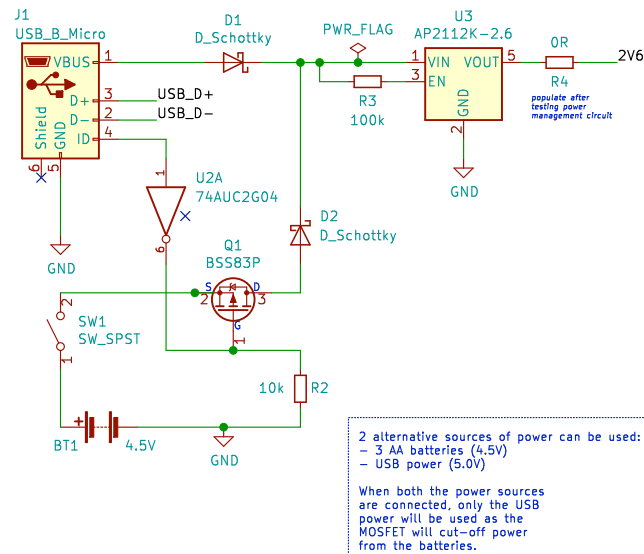 J1
USB_B_Micro
VBUS
1
D+
3
USB_D+
D-
2
USB_D-
ID
4
Shield
GND
6
5
GND
D1
D_Schottky
PWR_FLAG
U3
AP2112K-2.6
1
VIN
VOUT
5
3
EN
GND
2
GND
R3
100k
0R
R4
2V6
populate after
testing power
management circuit
1
U2A
74AUC2G04
6
D2
D_Schottky
Q1
BSS83P
S
D
2
3
G
1
2
SW1
SW_SPST
1
10k
R2
+
BT1
4.5V
GND
2 alternative sources of power can be used:
- 3 AA batteries (4.5V)
- USB power (5.0V)
When both the power sources
are connected, only the USB
power will be used as the
MOSFET will cut-off power
from the batteries.